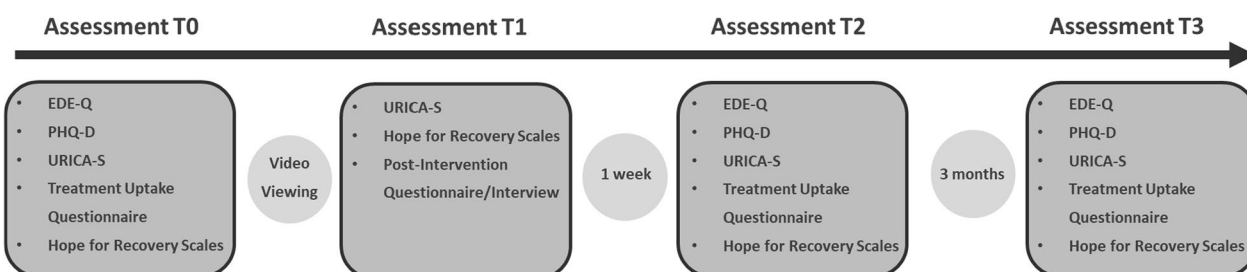 Assessment T0
Assessment T1
Assessment T2
Assessment T3
• EDE-Q
• PHQ-D
• URICA-S
• Treatment Uptake
Questionnaire
• Hope for Recovery Scales
Video
Viewing
• URICA-S
• Hope for Recovery Scales
• Post-Intervention
Questionnaire/Interview
1 week
• EDE-Q
• PHQ-D
• URICA-S
• Treatment Uptake
Questionnaire
• Hope for Recovery Scales
3 months
• EDE-Q
• PHQ-D
• URICA-S
• Treatment Uptake
Questionnaire
• Hope for Recovery Scales